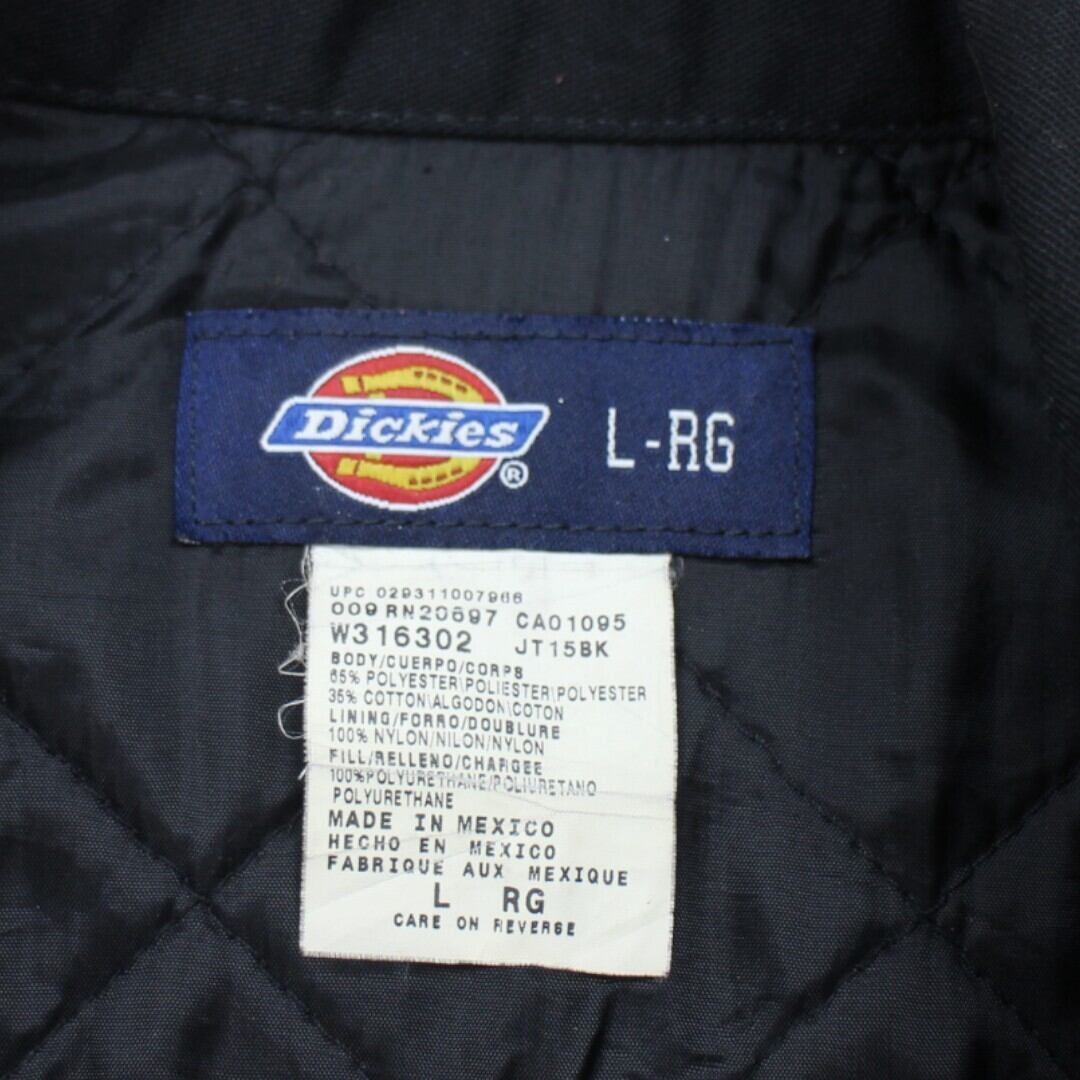 Dickies®
L-RG
UPC 029311007966
009 RN20697 CA01095
W316302 JT15BK
BODY/CUERPO/CORPS
65% POLYESTER\POLIESTER\POLYESTER
35% COTTON\ALGODON\COTON
LINING/FORRO/DOUBLURE
100% NYLON/NILON/NYLON
FILL/RELLENO/CHARGEE
100%POLYURETHANE/POLIURETANO
POLYURETHANE
MADE IN MEXICO
HECHO EN MEXICO
FABRIQUE AUX MEXIQUE
L RG
CARE ON REVERSE